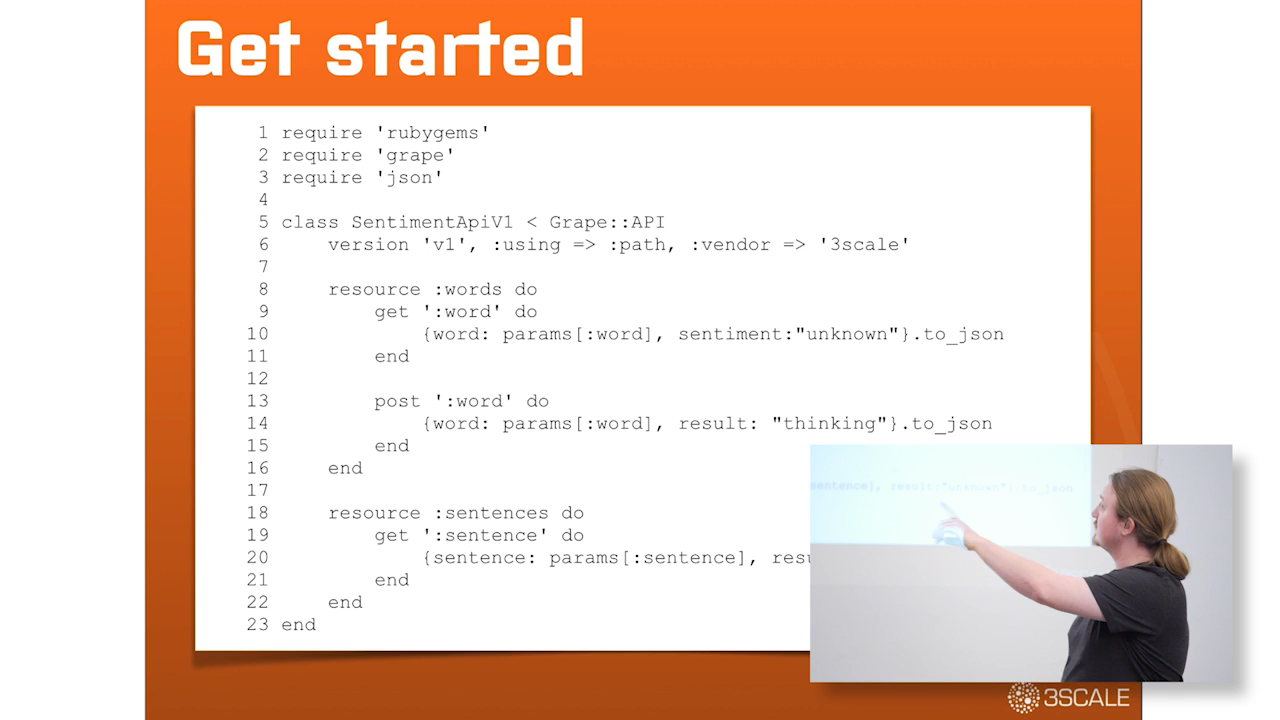 Get started
1 require 'rubygems'
2 require 'grape'
3 require 'json'
4
5 class SentimentApiV1 < Grape::API
6 version 'v1', :using => :path, :vendor => '3scale'
7
8 resource :words do
9 get ':word' do
10 {word: params[:word], sentiment:"unknown"}.to_json
11 end
12
13 post ':word' do
14 {word: params[:word], result: "thinking"}.to_json
15 end
16 end
17
18 resource :sentences do
19 get ':sentence' do
20 {sentence: params[:sentence], resu
21 end
22 end
23 end
sentence], result:"unknown"}.to_json
3SCALE